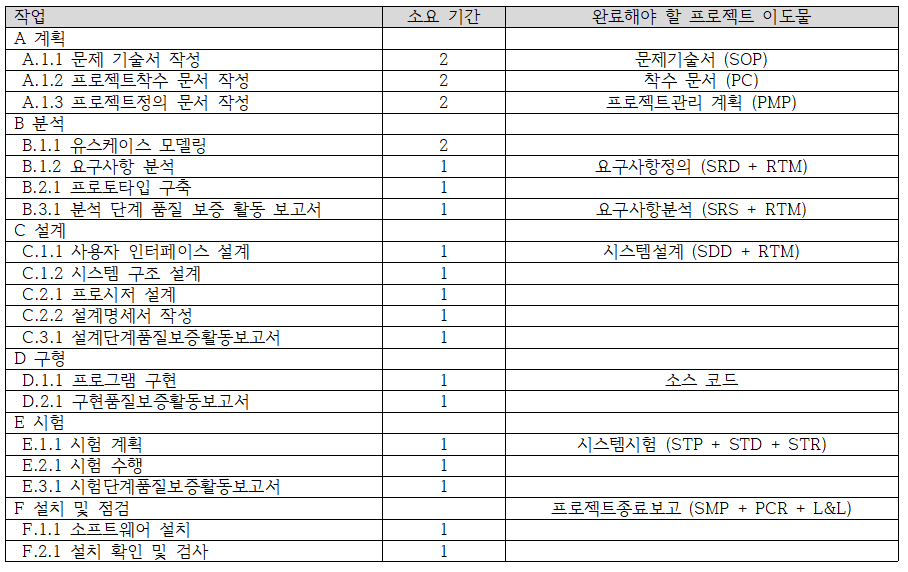 작업 소요 기간 완료해야 할 프로젝트 이도물
A 계획
A.1.1 문제 기술서 작성 2 문제기술서 (SOP)
A.1.2 프로젝트착수 문서 작성 2 착수 문서 (PC)
A.1.3 프로젝트정의 문서 작성 2 프로젝트관리 계획 (PMP)
B 분석
B.1.1 유스케이스 모델링 2
B.1.2 요구사항 분석 1 요구사항정의 (SRD + RTM)
B.2.1 프로토타입 구축 1
B.3.1 분석 단계 품질 보증 활동 보고서 1 요구사항분석 (SRS + RTM)
C 설계
C.1.1 사용자 인터페이스 설계 1 시스템설계 (SDD + RTM)
C.1.2 시스템 구조 설계 1
C.2.1 프로시저 설계 1
C.2.2 설계명세서 작성 1
C.3.1 설계단계품질보증활동보고서 1
D 구형
D.1.1 프로그램 구현 1 소스 코드
D.2.1 구현품질보증활동보고서 1
E 시험
E.1.1 시험 계획 1 시스템시험 (STP + STD + STR)
E.2.1 시험 수행 1
E.3.1 시험단계품질보증활동보고서 1
F 설치 및 점검 프로젝트종료보고 (SMP + PCR + L&L)
F.1.1 소프트웨어 설치 1
F.2.1 설치 확인 및 검사 1